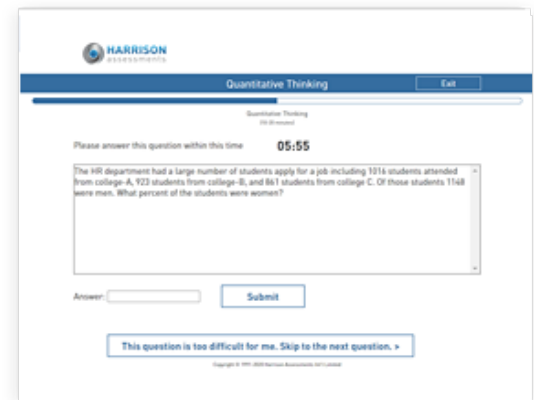 HARRISON
assessments
Quantitative Thinking
Exit
Quantitative Thinking
Please answer this question within this time 05:55
The HR department had a large number of students apply for a job including 1016 students attended
from college-A, 923 students from college-B, and 861 students from college C. Of those students 1148
were men. What percent of the students were women?
Answer:
Submit
This question is too difficult for me. Skip to the next question. »